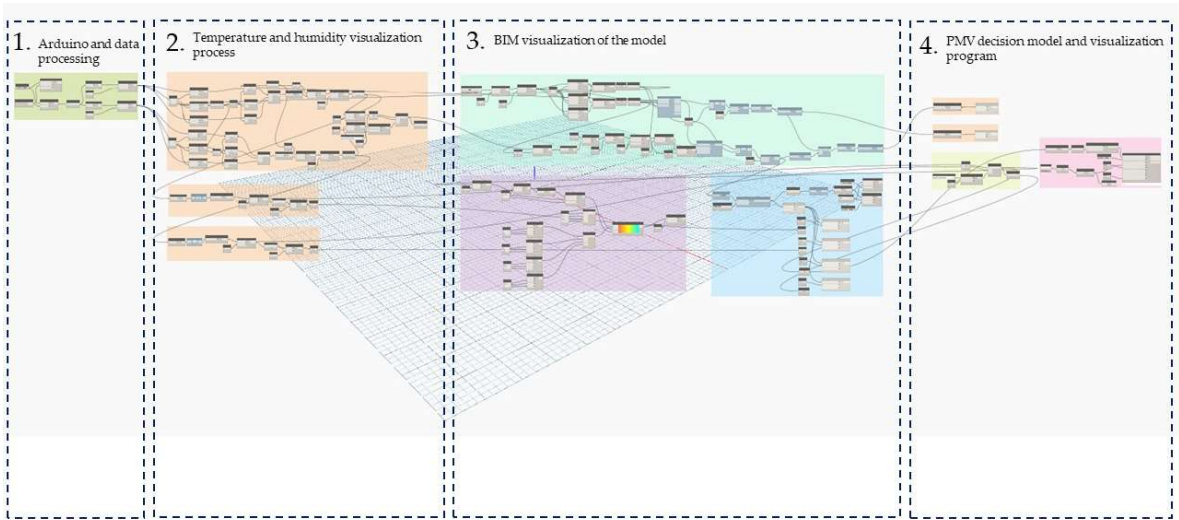 1. Arduino and data
processing
2. Temperature and humidity visualization
process
3. BIM visualization of the model
4. PMV decision model and visualization
program